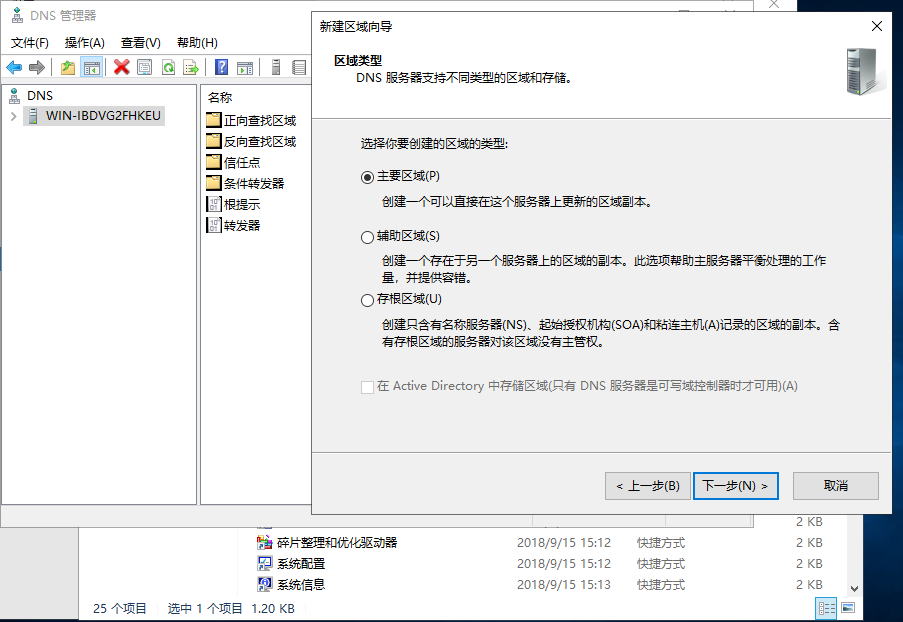 DNS 管理器
文件(F) 操作(A) 查看(V) 帮助(H)
DNS
WIN-IBDVG2FHKEU
名称
正向查找区域
反向查找区域
信任点
条件转发器
根提示
转发器
新建区域向导
区域类型
DNS 服务器支持不同类型的区域和存储。
选择你要创建的区域的类型:
主要区域(P)
创建一个可以直接在这个服务器上更新的区域副本。
辅助区域(S)
创建一个存在于另一个服务器上的区域的副本。此选项帮助主服务器平衡处理的工作
量，并提供容错。
存根区域(U)
创建只含有名称服务器(NS)、起始授权机构(SOA)和粘连主机(A)记录的区域的副本。含
有存根区域的服务器对该区域没有主管权。
在 Active Directory 中存储区域(只有 DNS 服务器是可写域控制器时才可用)(A)
< 上一步(B) 下一步(N) > 取消
2 KB
碎片整理和优化驱动器 2018/9/15 15:12 快捷方式 2 KB
系统配置 2018/9/15 15:12 快捷方式 2 KB
系统信息 2018/9/15 15:13 快捷方式 2 KB
25 个项目 选中 1 个项目 1.20 KB